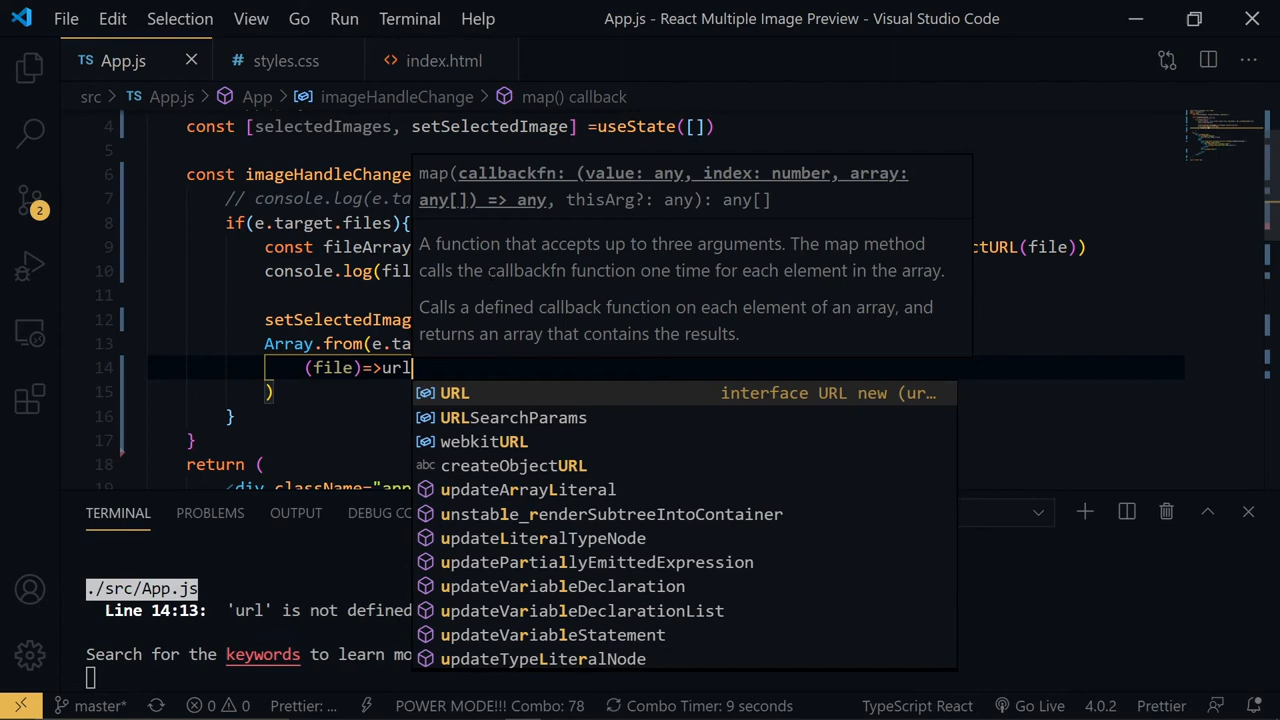 File Edit Selection View Go Run Terminal Help App.js - React Multiple Image Preview - Visual Studio Code
TS App.js # styles.css <> index.html
src > TS App.js > App > imageHandleChange > map() callback
4 const [selectedImages, setSelectedImage] =useState([])
5
6 const imageHandleChange
map(callbackfn: (value: any, index: number, array:
any[]) => any, thisArg?: any): any[]
A function that accepts up to three arguments. The map method
calls the callbackfn function one time for each element in the array.
Calls a defined callback function on each element of an array, and
returns an array that contains the results.
7 // console.log(e.ta
8 if(e.target.files){
9 const fileArray ctURL(file))
10 console.log(fil
11
12 setSelectedImag
13 Array.from(e.ta
14 (file)=>url
15 )
16 }
17 }
18 return (
19 <div className="app
URL interface URL new (ur…
URLSearchParams
webkitURL
createObjectURL
updateArrayLiteral
unstable_renderSubtreeIntoContainer
updateLiteralTypeNode
updatePartiallyEmittedExpression
updateVariableDeclaration
updateVariableDeclarationList
updateVariableStatement
updateTypeLiteralNode
2
TERMINAL PROBLEMS OUTPUT DEBUG CO
./src/App.js
Line 14:13: 'url' is not defined
Search for the keywords to learn mo
master* 0 0 Prettier: … POWER MODE!!! Combo: 78 Combo Timer: 9 seconds TypeScript React Go Live 4.0.2 Prettier